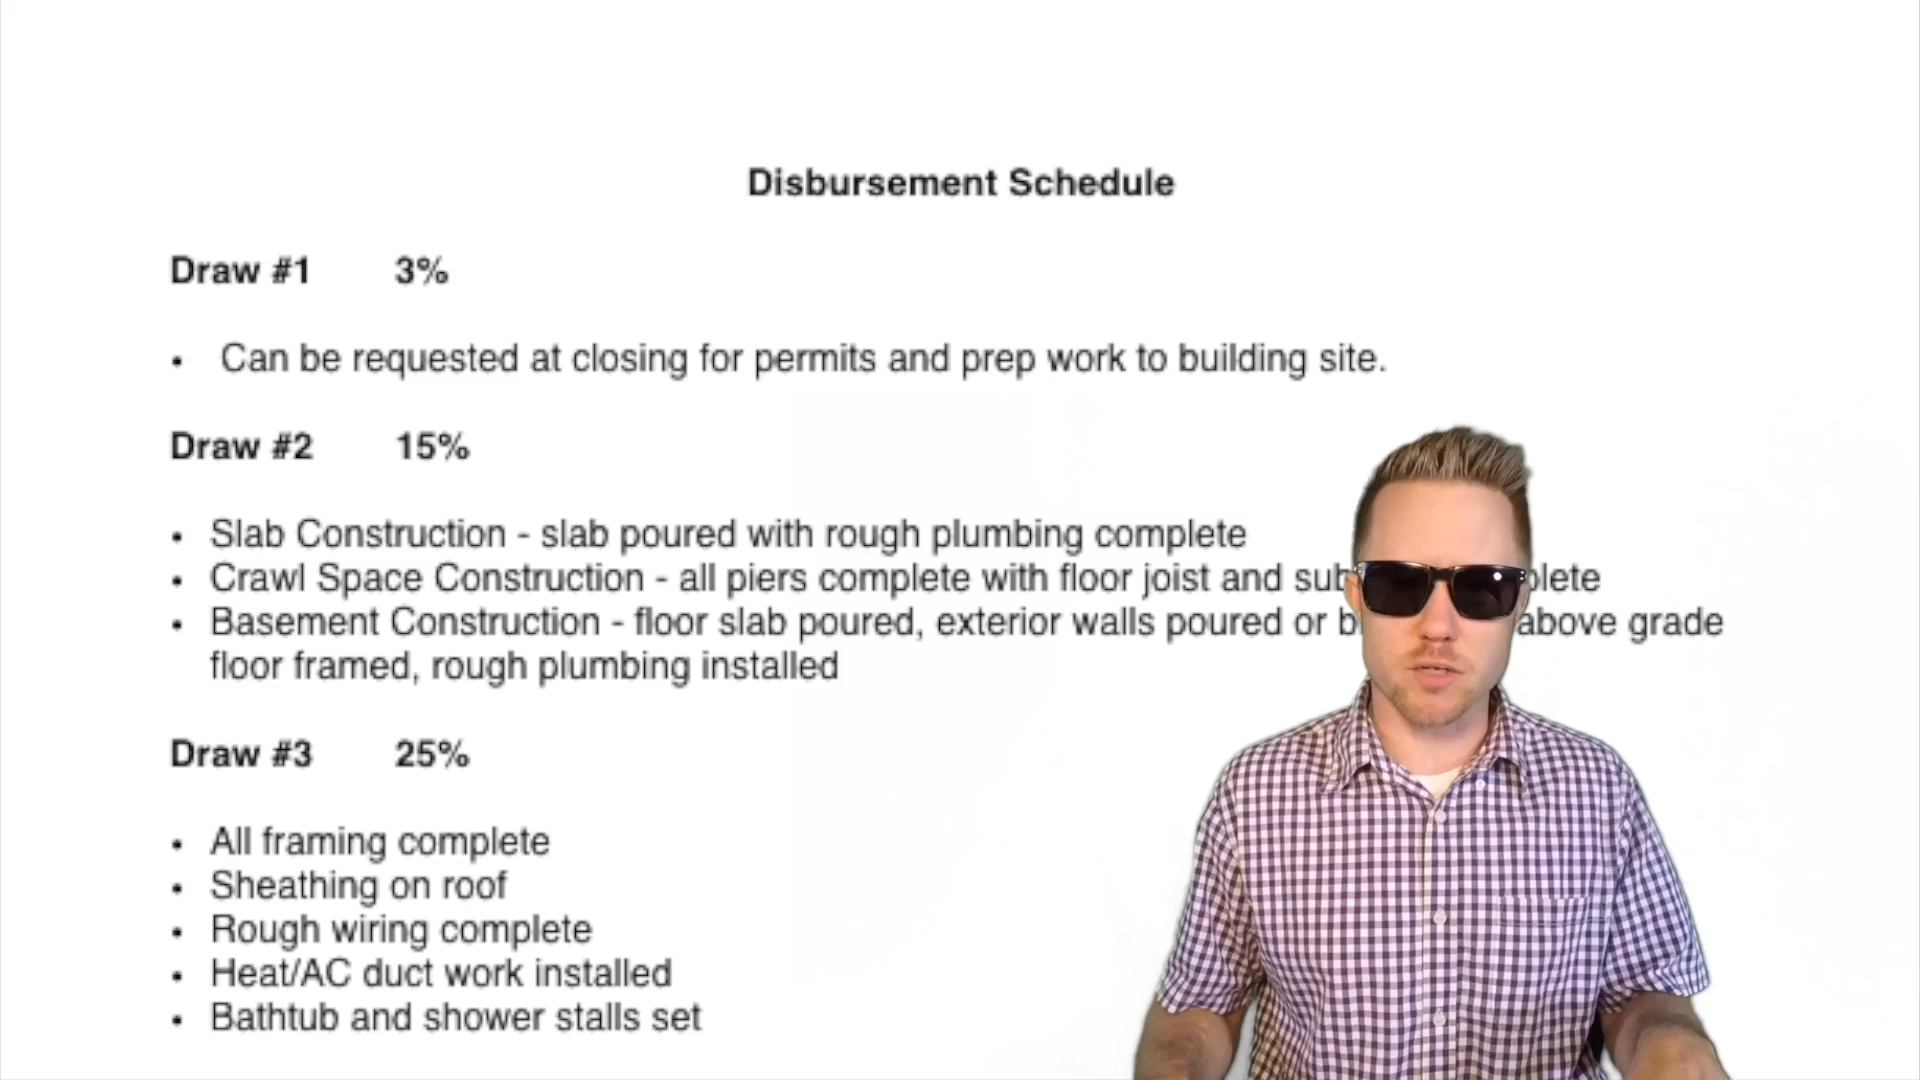 Disbursement Schedule
Draw #1 3%
• Can be requested at closing for permits and prep work to building site.
Draw #2 15%
• Slab Construction - slab poured with rough plumbing complete
• Crawl Space Construction - all piers complete with floor joist and
• Basement Construction - floor slab poured, exterior walls poured or above grade
floor framed, rough plumbing installed
Draw #3 25%
• All framing complete
• Sheathing on roof
• Rough wiring complete
• Heat/AC duct work installed
• Bathtub and shower stalls set